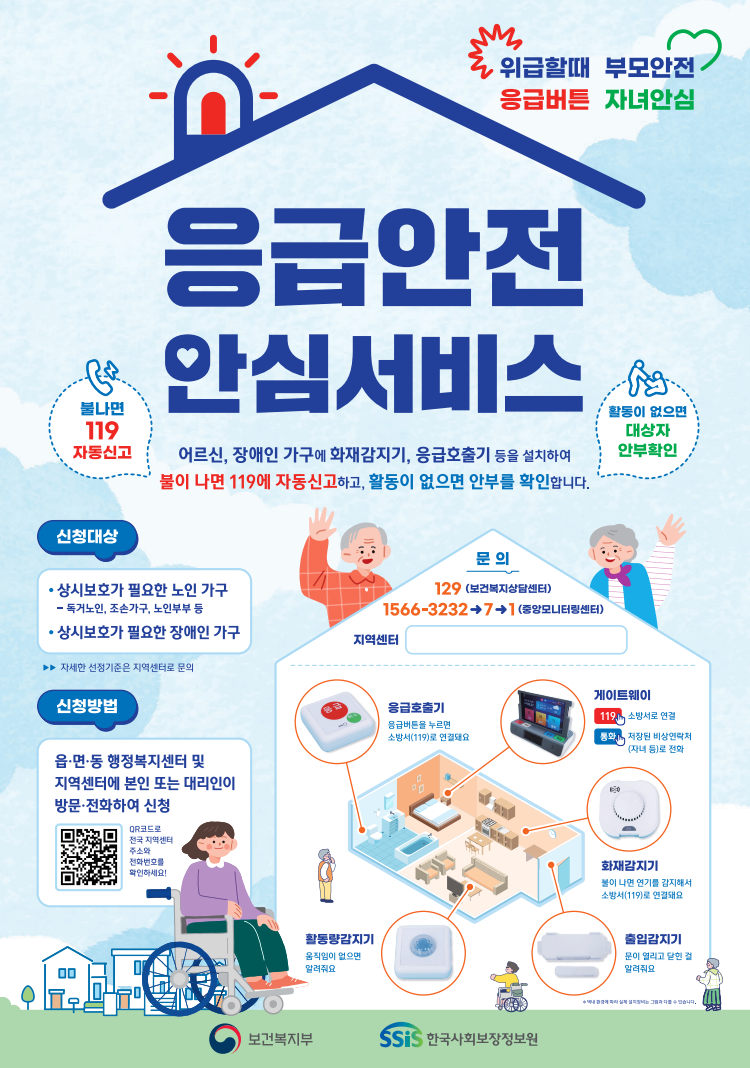 위급할때 부모안전
응급버튼 자녀안심
응급안전
안심서비스
불나면
119
자동신고
활동이 없으면
대상자
안부확인
어르신, 장애인 가구에 화재감지기, 응급호출기 등을 설치하여
불이 나면 119에 자동신고하고, 활동이 없으면 안부를 확인합니다.
신청대상
• 상시보호가 필요한 노인 가구
– 독거노인, 조손가구, 노인부부 등
• 상시보호가 필요한 장애인 가구
▶▶ 자세한 선정기준은 지역센터로 문의
신청방법
읍·면·동 행정복지센터 및
지역센터에 본인 또는 대리인이
방문·전화하여 신청
QR코드로
전국 지역센터
주소와
전화번호를
확인하세요!
문 의
129 (보건복지상담센터)
1566-3232➔7➔1 (중앙모니터링센터)
지역센터
응급호출기
응급버튼을 누르면
소방서(119)로 연결돼요
게이트웨이
119 소방서로 연결
통화 저장된 비상연락처
(자녀 등)로 전화
화재감지기
불이 나면 연기를 감지해서
소방서(119)로 연결돼요
활동량감지기
움직임이 없으면
알려줘요
출입감지기
문이 열리고 닫힌 걸
알려줘요
보건복지부
SSiS 한국사회보장정보원